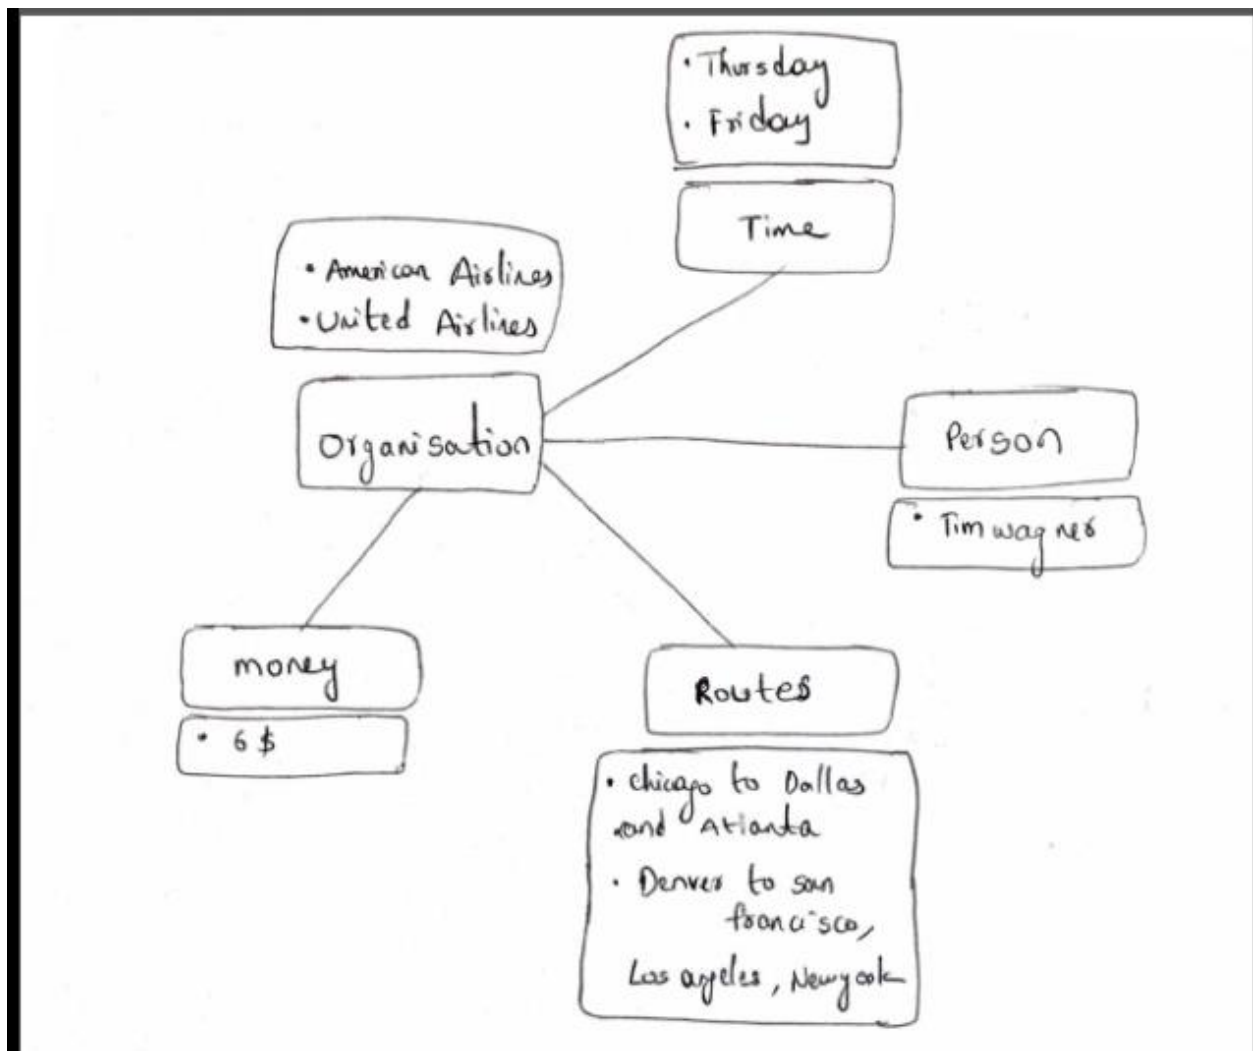 • Thursday
• Friday
Time
• American Airlines
• United Airlines
Organisation
Person
• Tim wagner
money
• 6 $
Routes
• chicago to Dallas
and Atlanta
• Denver to san
francisco,
Los angeles, Newyork